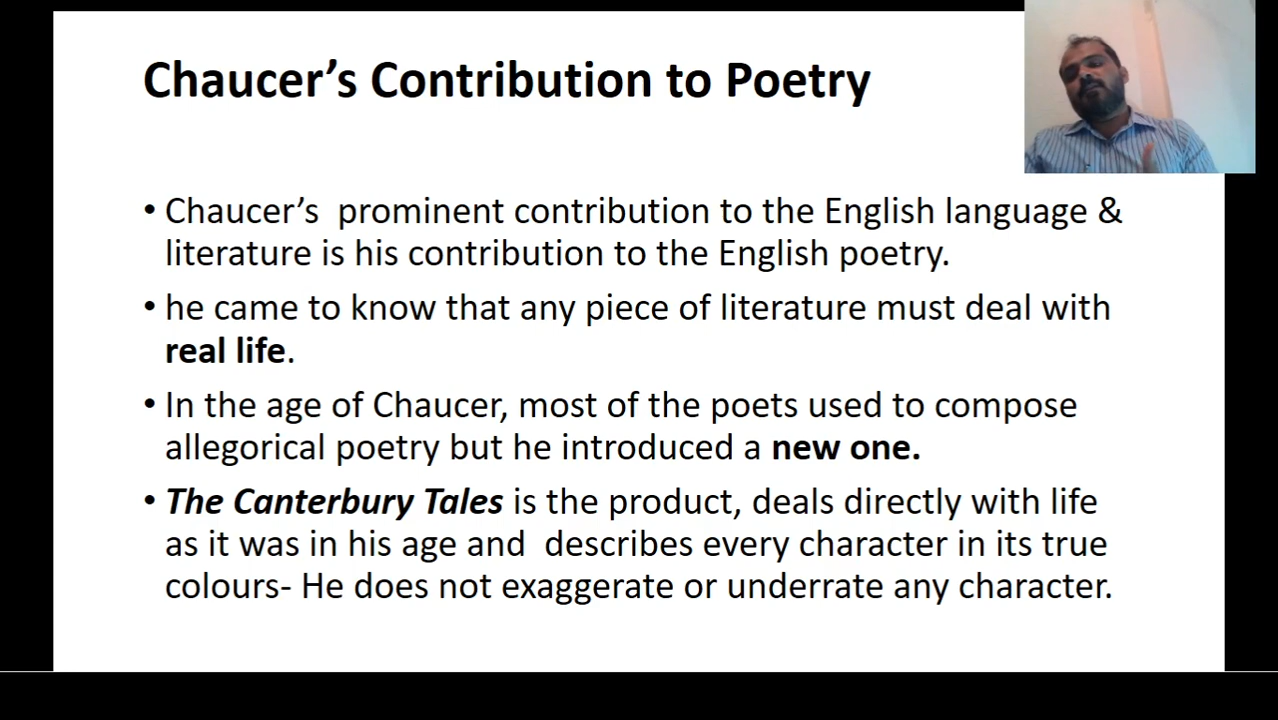 Chaucer’s Contribution to Poetry
• Chaucer’s  prominent contribution to the English language &
literature is his contribution to the English poetry.
• he came to know that any piece of literature must deal with
real life.
• In the age of Chaucer, most of the poets used to compose
allegorical poetry but he introduced a new one.
• The Canterbury Tales is the product, deals directly with life
as it was in his age and  describes every character in its true
colours- He does not exaggerate or underrate any character.